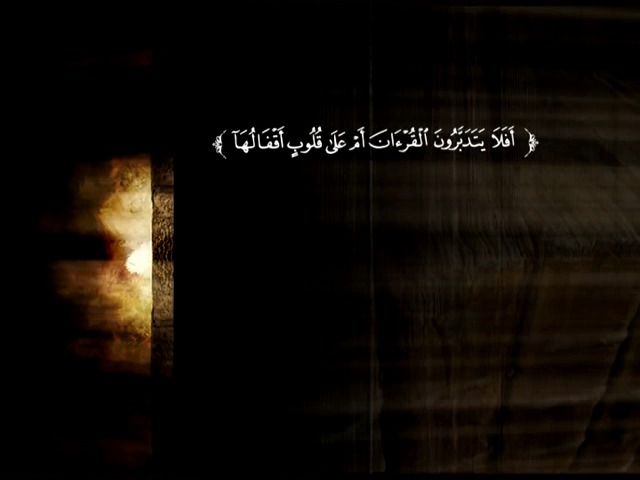 ﴿ أَفَلَا يَتَدَبَّرُونَ ٱلْقُرْءَانَ أَمْ عَلَىٰ قُلُوبٍ أَقْفَالُهَآ ﴾